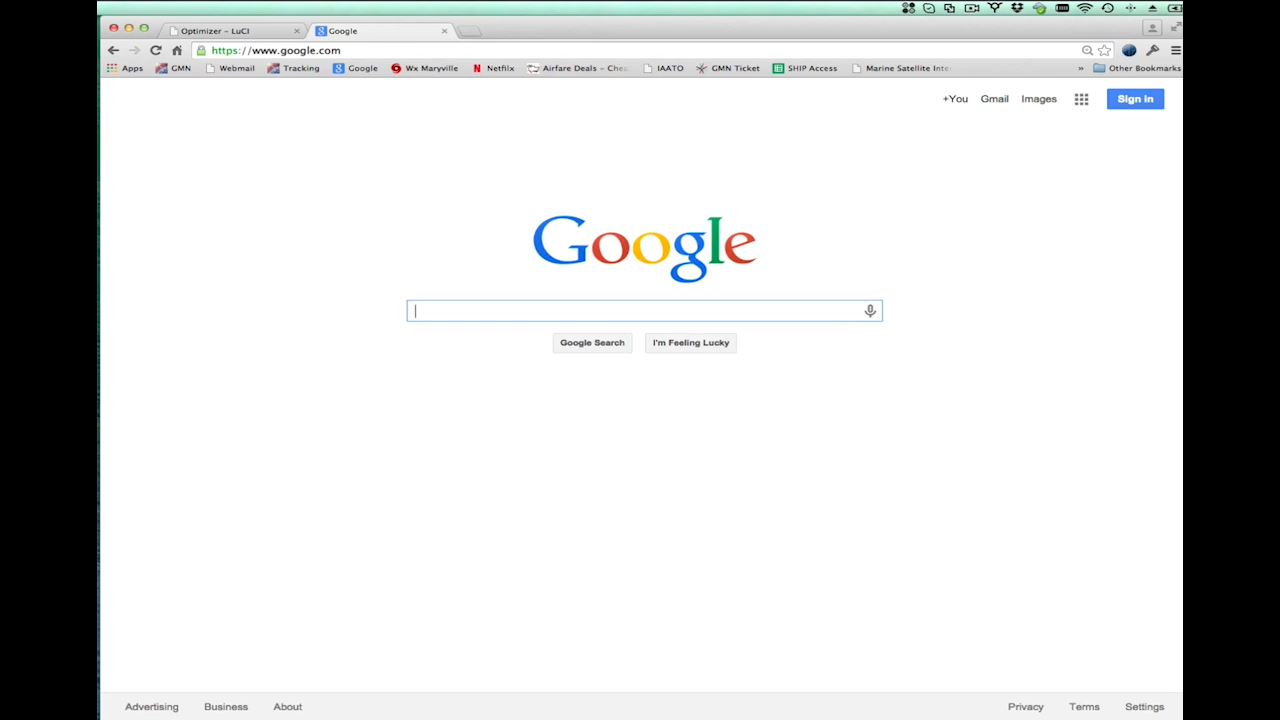 Optimizer – LuCI
Google
https://www.google.com
Apps GMN Webmail Tracking Google Wx Maryville Netflix Airfare Deals – Chea IAATO GMN Ticket SHIP Access Marine Satellite Inte » Other Bookmarks
+You Gmail Images Sign in
Google
Google Search I'm Feeling Lucky
Advertising Business About Privacy Terms Settings